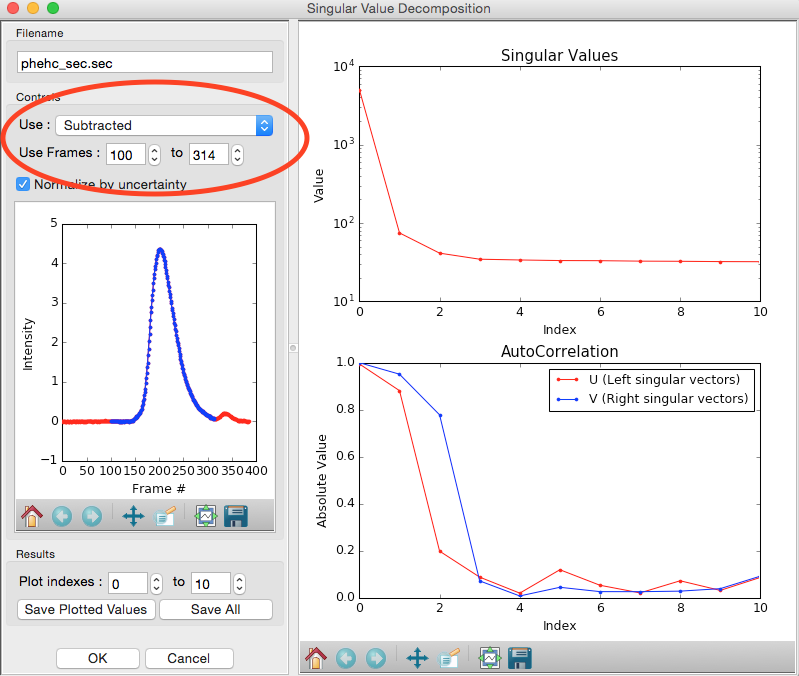 Singular Value Decomposition
Filename
phehc_sec.sec
Controls
Use : Subtracted
Use Frames : 100 to 314
Normalize by uncertainty
5
4
3
2
1
0
−1
Intensity
0 50 100 150 200 250 300 350 400
Frame #
Results
Plot indexes : 0 to 10
Save Plotted Values Save All
OK Cancel
Singular Values
10^4
10^3
10^2
10^1
Value
0 2 4 6 8 10
Index
AutoCorrelation
U (Left singular vectors)
V (Right singular vectors)
1.0
0.8
0.6
0.4
0.2
0.0
Absolute Value
0 2 4 6 8 10
Index